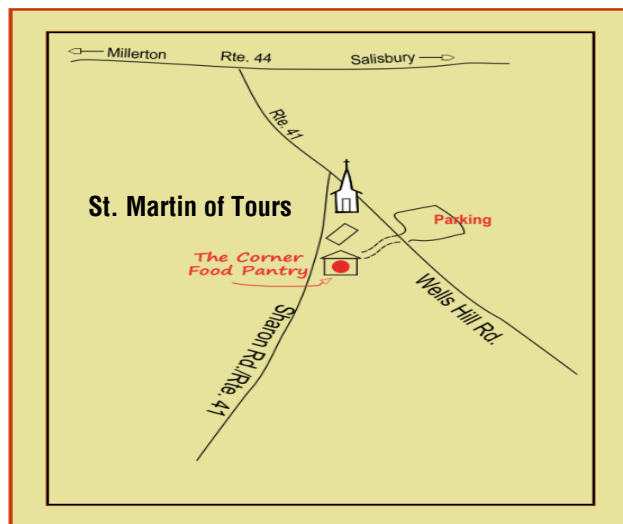 Millerton
Rte. 44
Salisbury
Rte. 41
St. Martin of Tours
Parking
The Corner
Food Pantry
Wells Hill Rd.
Sharon Rd./Rte. 41